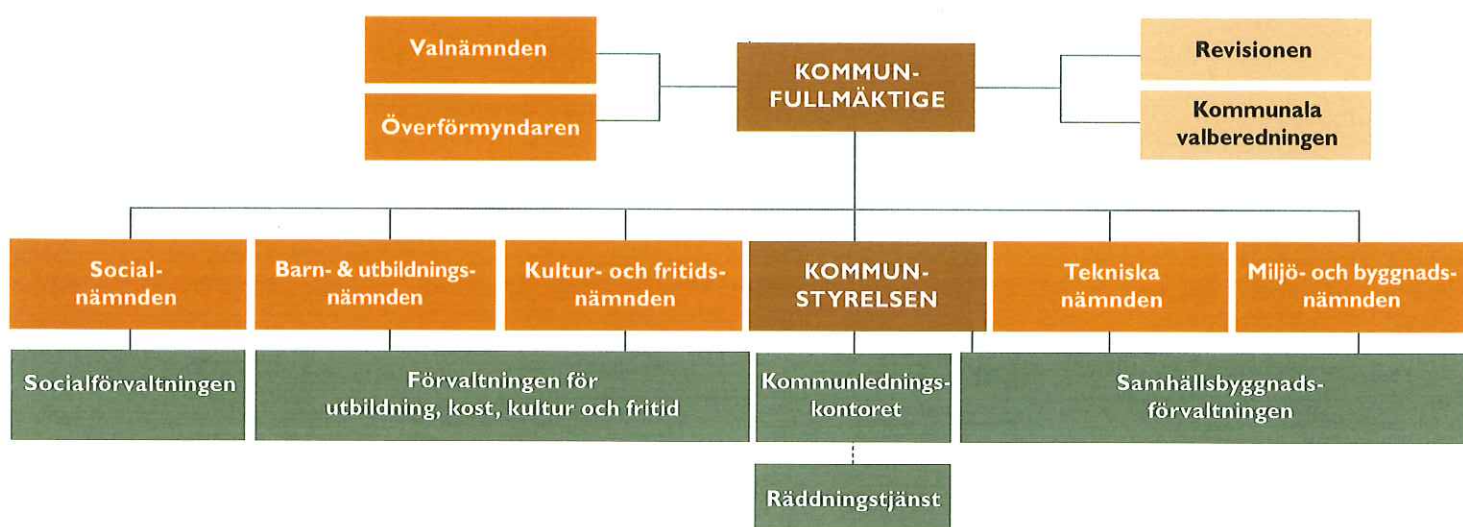 Valnämnden
Överförmyndaren
KOMMUN-
FULLMÄKTIGE
Revisionen
Kommunala
valberedningen
Social-
nämnden
Barn- & utbildnings-
nämnden
Kultur- och fritids-
nämnden
KOMMUN-
STYRELSEN
Tekniska
nämnden
Miljö- och byggnads-
nämnden
Socialförvaltningen
Förvaltningen för
utbildning, kost, kultur och fritid
Kommunlednings-
kontoret
Samhällsbyggnads-
förvaltningen
Räddningstjänst